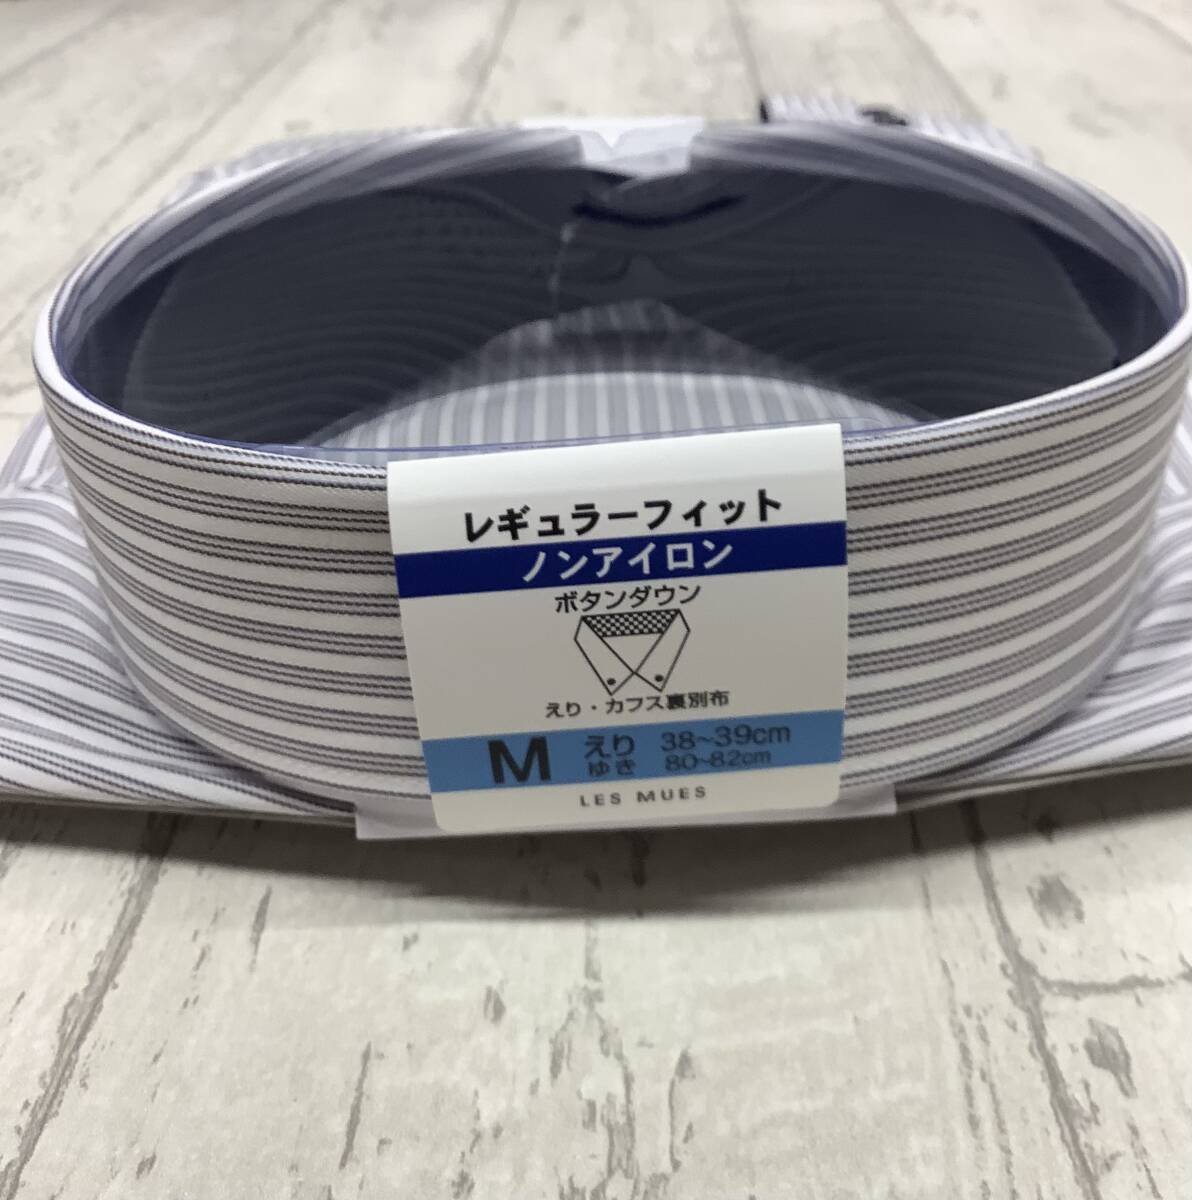 レギュラーフィット
ノンアイロン
ボタンダウン
えり・カフス裏別布
M えり 38~39cm
ゆき 80~82cm
LES MUES